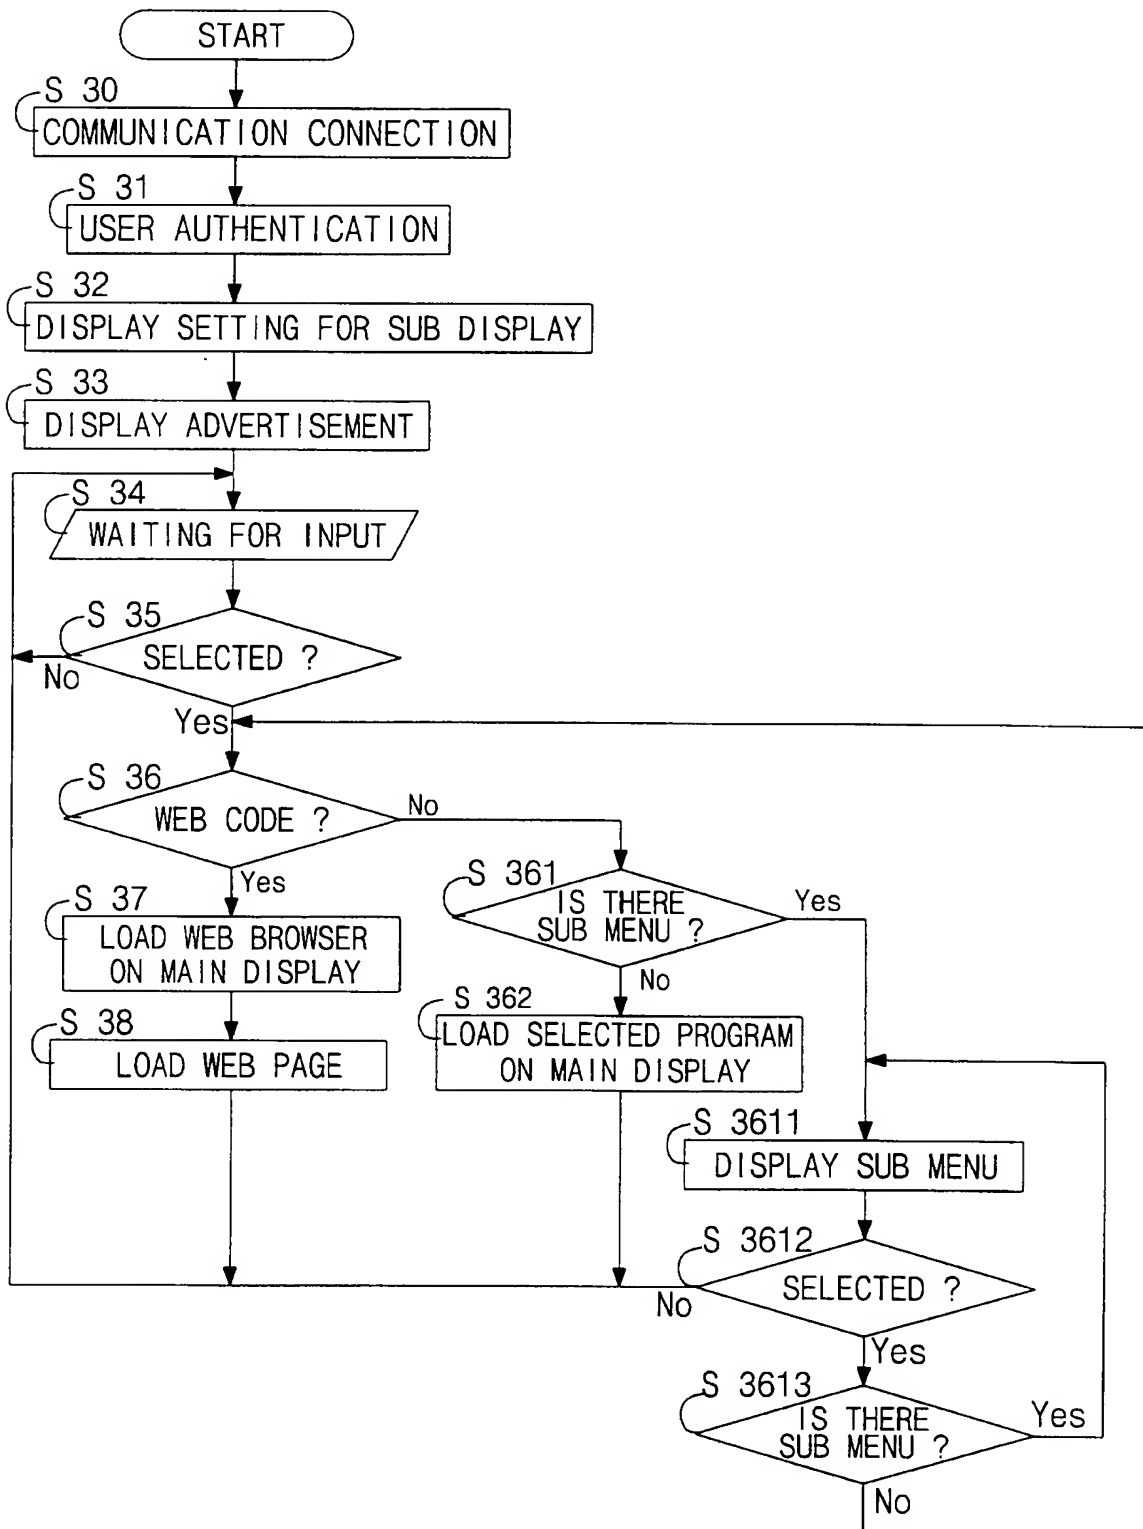 START
S 30
COMMUNICATION CONNECTION
S 31
USER AUTHENTICATION
S 32
DISPLAY SETTING FOR SUB DISPLAY
S 33
DISPLAY ADVERTISEMENT
S 34
WAITING FOR INPUT
S 35
SELECTED ?
No
Yes
S 36
WEB CODE ?
No
Yes
S 361
IS THERE
SUB MENU ?
Yes
No
S 37
LOAD WEB BROWSER
ON MAIN DISPLAY
S 362
LOAD SELECTED PROGRAM
ON MAIN DISPLAY
S 38
LOAD WEB PAGE
S 3611
DISPLAY SUB MENU
S 3612
SELECTED ?
No
Yes
S 3613
IS THERE
SUB MENU ?
Yes
No